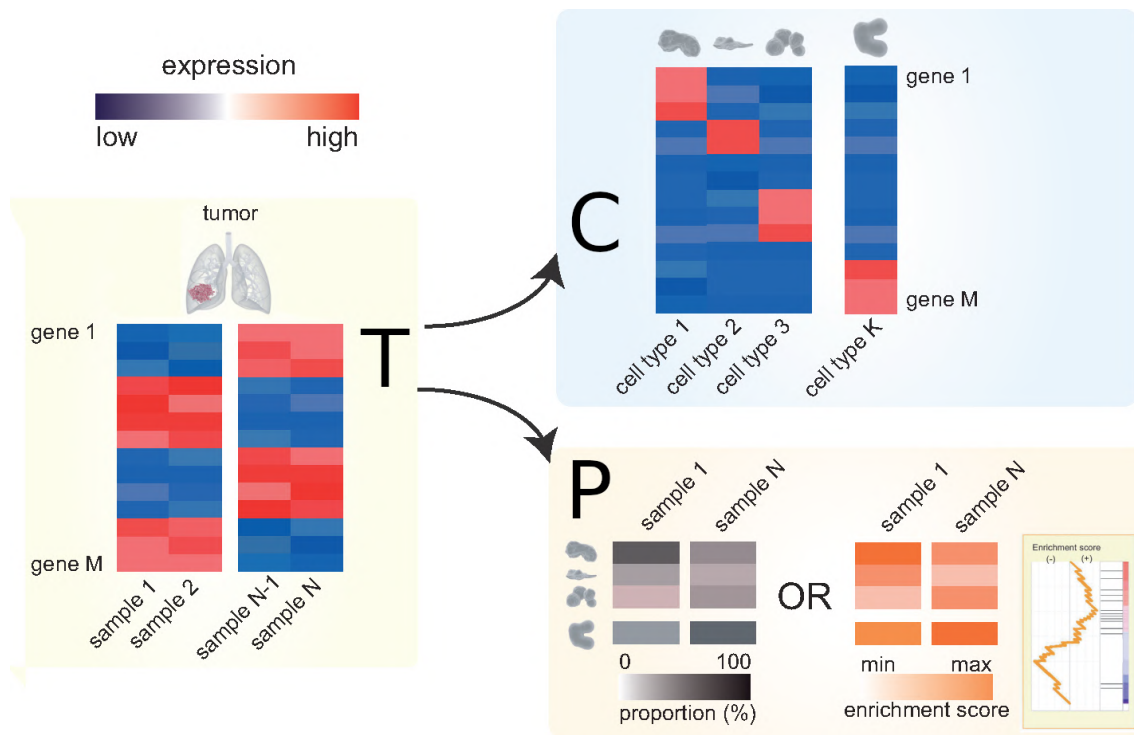 expression
low high
tumor
gene 1
gene M
sample 1
sample 2
sample N-1
sample N
T
C
gene 1
gene M
cell type 1
cell type 2
cell type 3
cell type K
P
sample 1
sample N
0 100
proportion (%)
OR
sample 1
sample N
min max
enrichment score
Enrichment score
(-) (+)